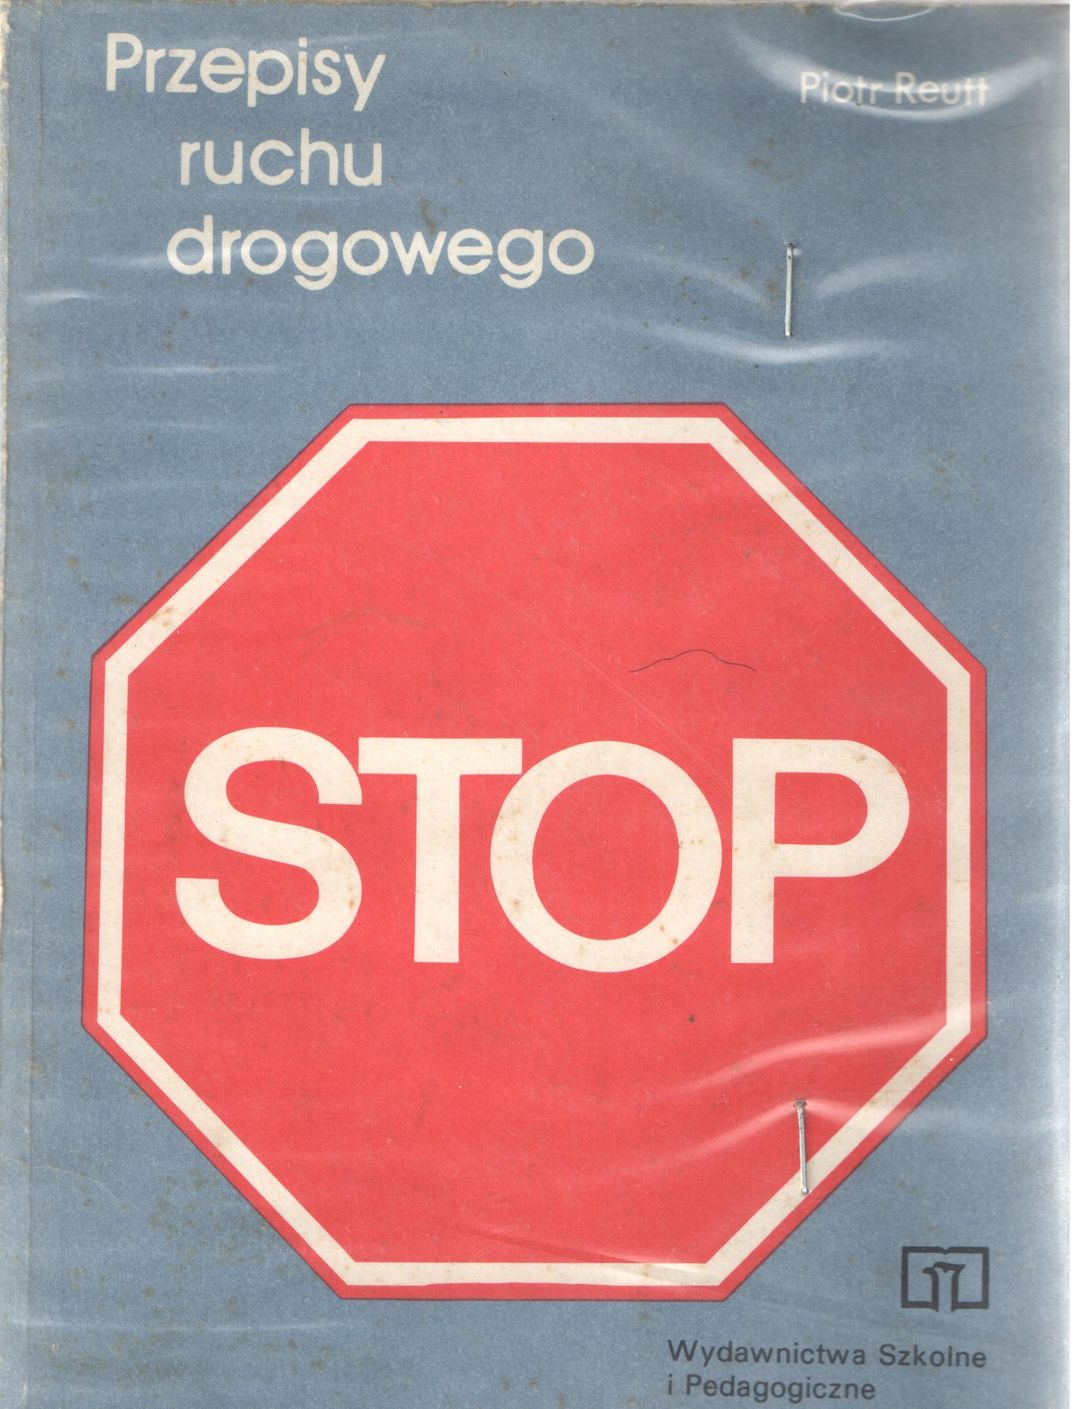 Przepisy
ruchu
drogowego
Piotr Reutt
STOP
Wydawnictwa Szkolne
i Pedagogiczne